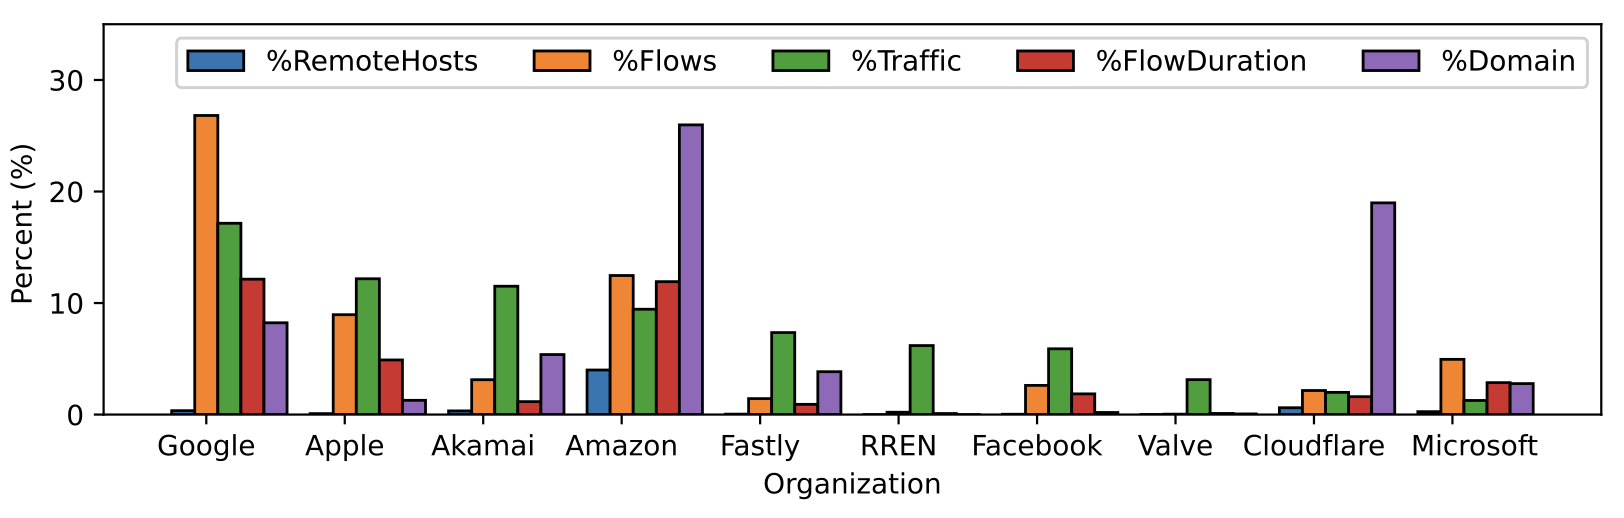 %RemoteHosts %Flows %Traffic %FlowDuration %Domain
Percent (%)
30
20
10
0
Google Apple Akamai Amazon Fastly RREN Facebook Valve Cloudflare Microsoft
Organization